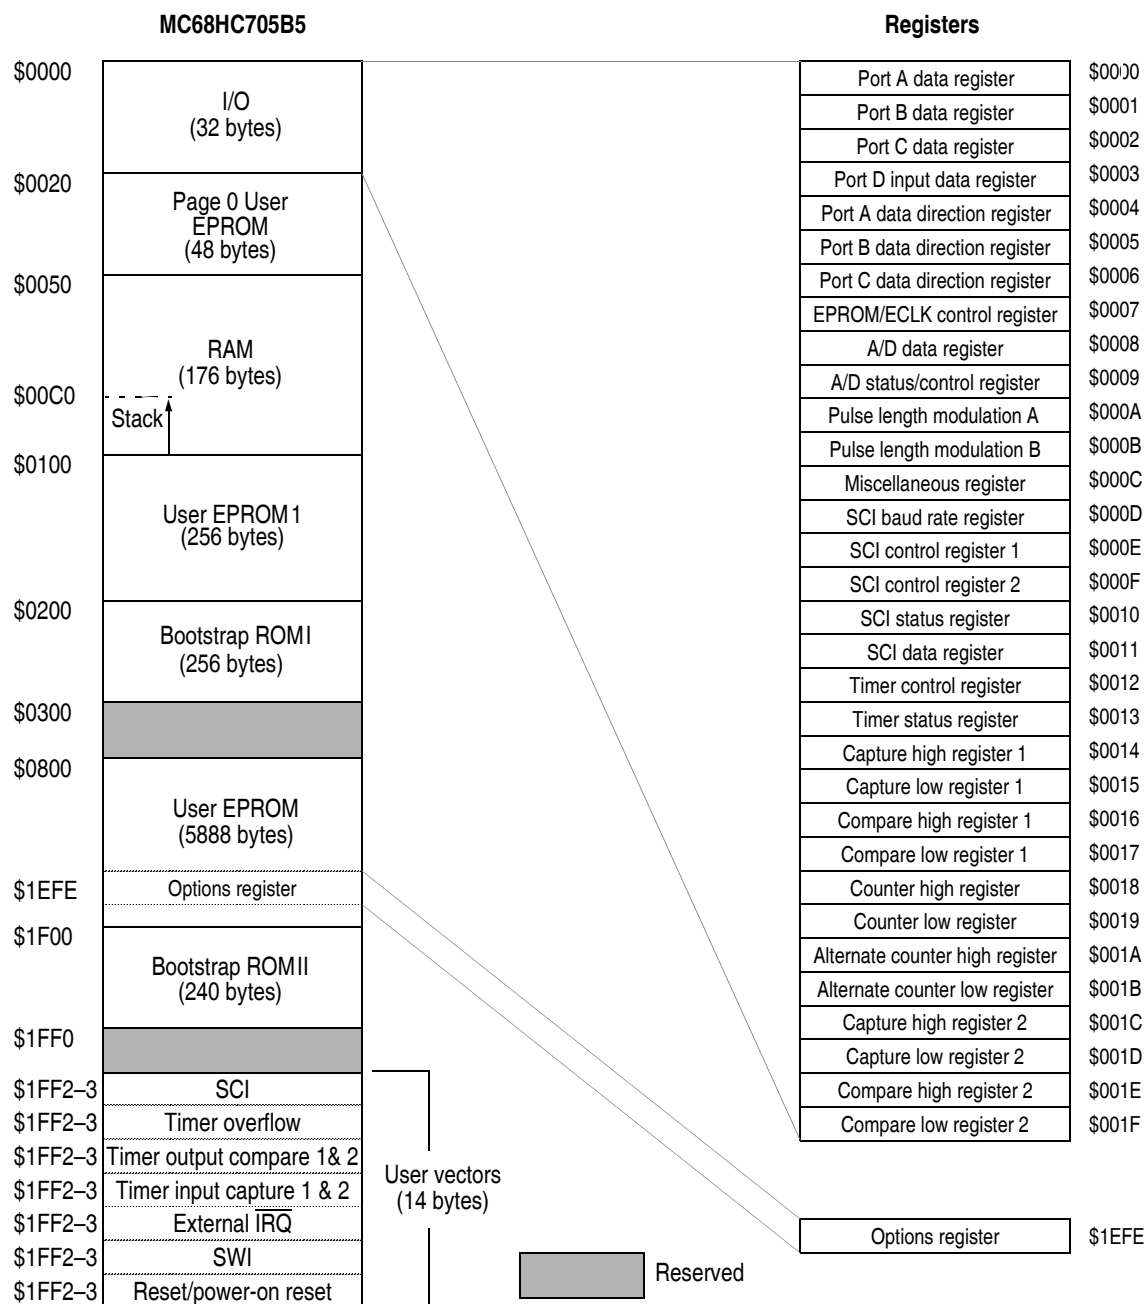 MC68HC705B5
$0000
I/O
(32 bytes)
$0020
Page 0 User
EPROM
(48 bytes)
$0050
RAM
(176 bytes)
$00C0
Stack
$0100
User EPROM1
(256 bytes)
$0200
Bootstrap ROMI
(256 bytes)
$0300
$0800
User EPROM
(5888 bytes)
$1EFE
Options register
$1F00
Bootstrap ROMII
(240 bytes)
$1FF0
$1FF2–3 SCI
$1FF2–3 Timer overflow
$1FF2–3 Timer output compare 1& 2
$1FF2–3 Timer input capture 1 & 2
$1FF2–3 External IRQ
$1FF2–3 SWI
$1FF2–3 Reset/power-on reset
User vectors
(14 bytes)
Reserved
Registers
Port A data register $0000
Port B data register $0001
Port C data register $0002
Port D input data register $0003
Port A data direction register $0004
Port B data direction register $0005
Port C data direction register $0006
EPROM/ECLK control register $0007
A/D data register $0008
A/D status/control register $0009
Pulse length modulation A $000A
Pulse length modulation B $000B
Miscellaneous register $000C
SCI baud rate register $000D
SCI control register 1 $000E
SCI control register 2 $000F
SCI status register $0010
SCI data register $0011
Timer control register $0012
Timer status register $0013
Capture high register 1 $0014
Capture low register 1 $0015
Compare high register 1 $0016
Compare low register 1 $0017
Counter high register $0018
Counter low register $0019
Alternate counter high register $001A
Alternate counter low register $001B
Capture high register 2 $001C
Capture low register 2 $001D
Compare high register 2 $001E
Compare low register 2 $001F
Options register $1EFE